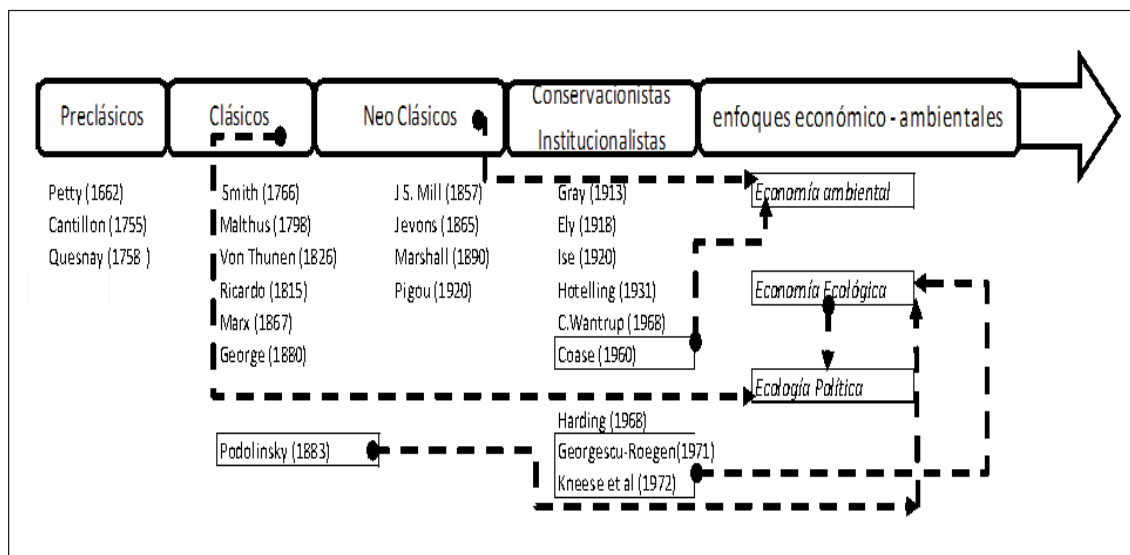 Preclásicos
Clásicos
Neo Clásicos
Conservacionistas
Institucionalistas
enfoques económico - ambientales
Petty (1662)
Cantillon (1755)
Quesnay (1758 )
Smith (1766)
Malthus (1798)
Von Thunen (1826)
Ricardo (1815)
Marx (1867)
George (1880)
Podolinsky (1883)
J.S. Mill (1857)
Jevons (1865)
Marshall (1890)
Pigou (1920)
Gray (1913)
Ely (1918)
Ise (1920)
Hotelling (1931)
C.Wantrup (1968)
Coase (1960)
Harding (1968)
Georgescu-Roegen(1971)
Kneese et al (1972)
Economía ambiental
Economía Ecológica
Ecología Política